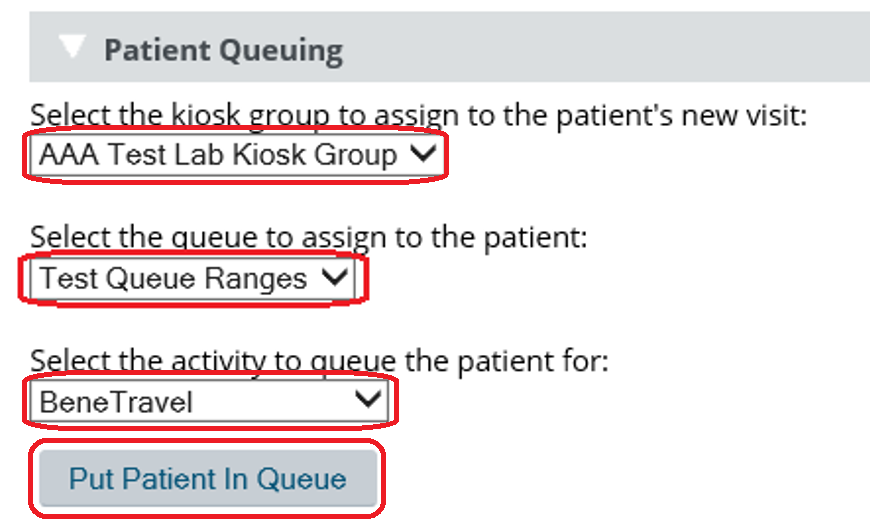 Patient Queuing
Select the kiosk group to assign to the patient's new visit:
AAA Test Lab Kiosk Group
Select the queue to assign to the patient:
Test Queue Ranges
Select the activity to queue the patient for:
BeneTravel
Put Patient In Queue